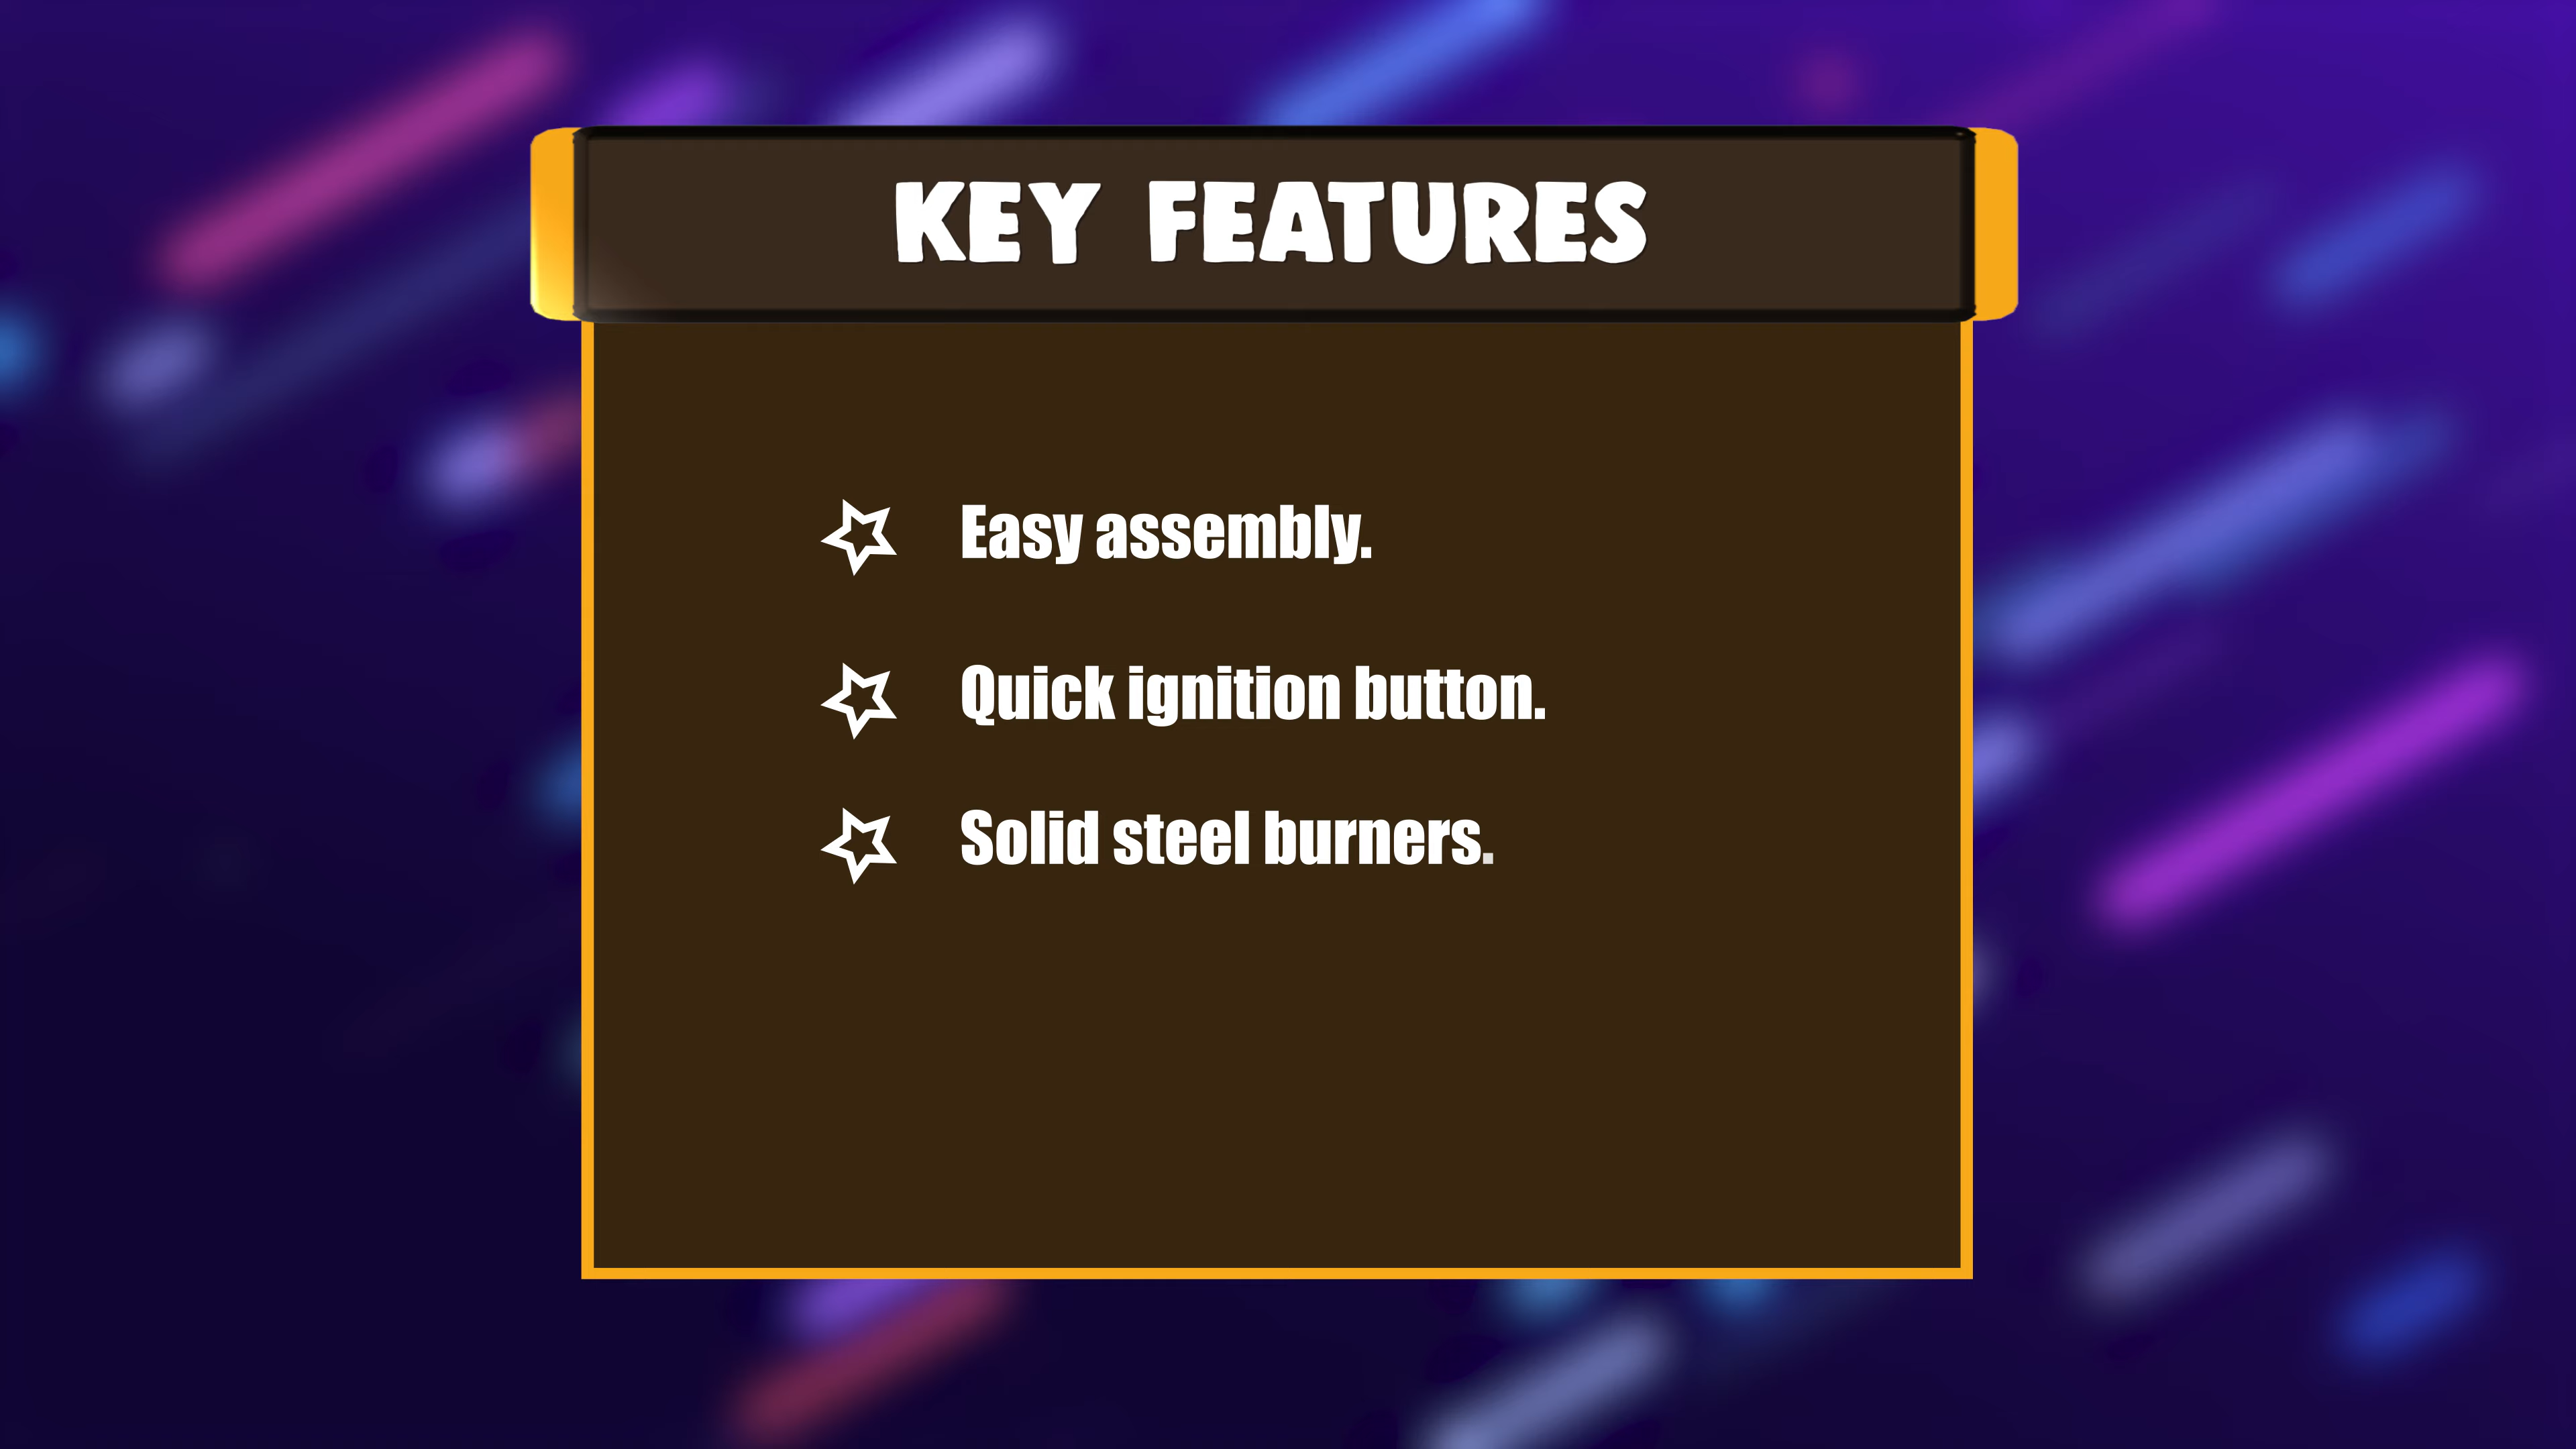 KEY FEATURES
Easy assembly.
Quick ignition button.
Solid steel burners.